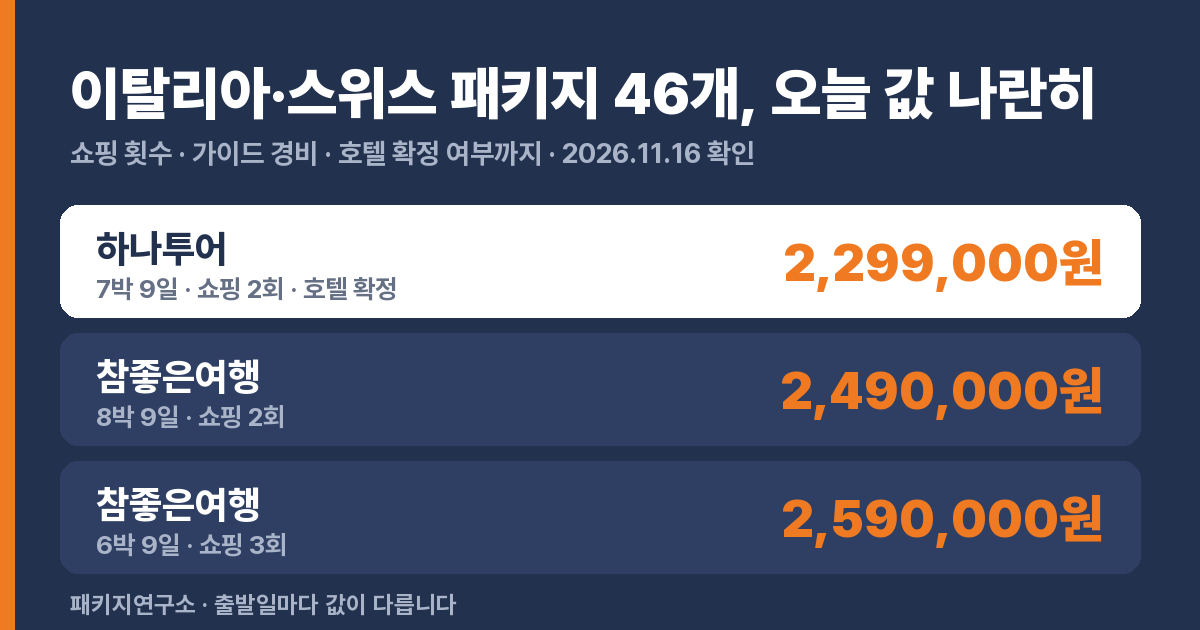 이탈리아·스위스 패키지 46개, 오늘 값 나란히
쇼핑 횟수 · 가이드 경비 · 호텔 확정 여부까지 · 2026.11.16 확인
하나투어
7박 9일 · 쇼핑 2회 · 호텔 확정
2,299,000원
참좋은여행
8박 9일 · 쇼핑 2회
2,490,000원
참좋은여행
6박 9일 · 쇼핑 3회
2,590,000원
패키지연구소 · 출발일마다 값이 다릅니다